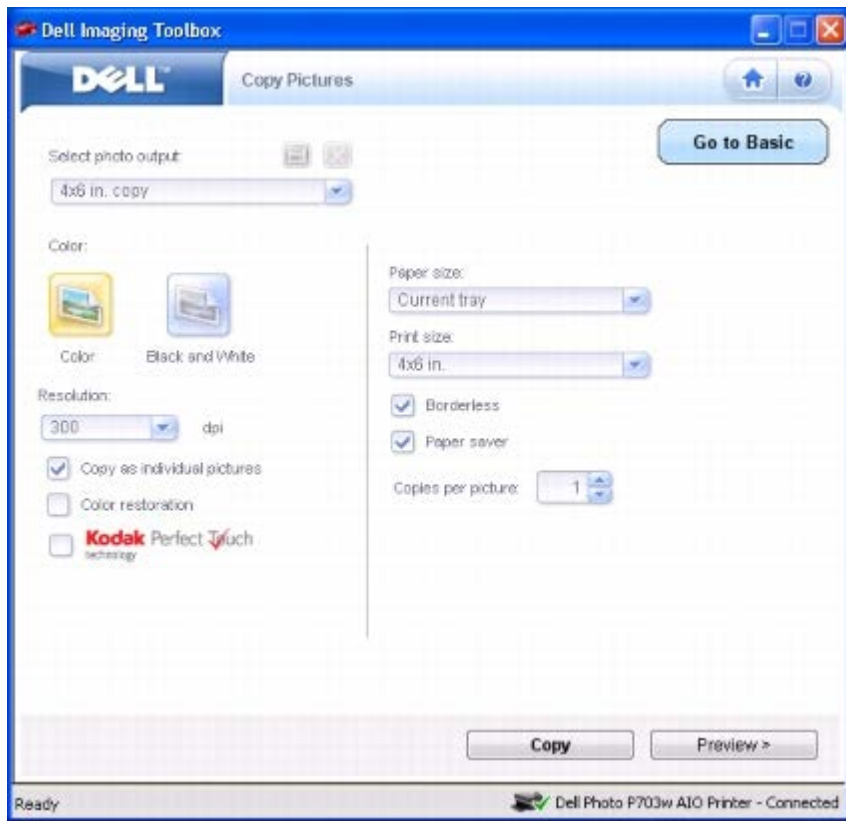 Dell Imaging Toolbox
DELL
Copy Pictures
Go to Basic
Select photo output:
4x6 in. copy
Color:
Color
Black and White
Resolution:
300
dpi
Copy as individual pictures
Color restoration
Kodak Perfect Touch
technology
Paper size:
Current tray
Print size:
4x6 in.
Borderless
Paper saver
Copies per picture:
1
Copy
Preview »
Ready
Dell Photo P703w AIO Printer - Connected